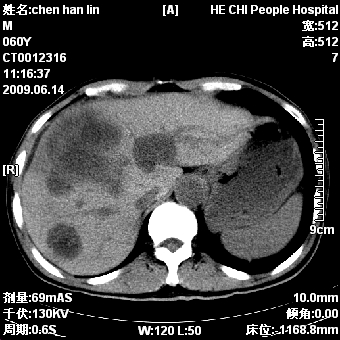 姓名:chen han lin [A] HE CHI People Hospital
M 宽:512
060Y 高:512
CT0012316 7
11:16:37
2009.06.14
[R]
9cm
剂量:69mAS 10.0mm
千伏:130KV 倾角:0.00
周期:0.6S W:120 L:50 床位:-1168.8mm